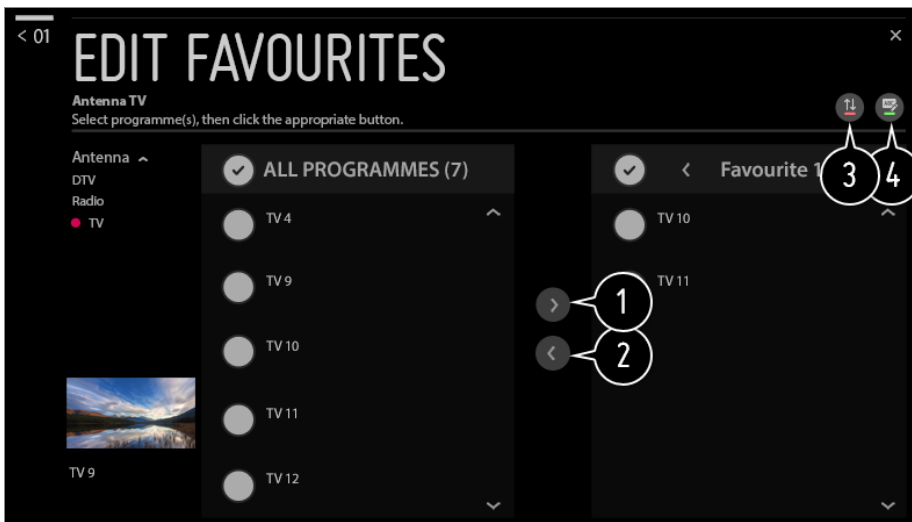 < 01
EDIT FAVOURITES
Antenna TV
Select programme(s), then click the appropriate button.
3
4
Antenna
DTV
Radio
TV
ALL PROGRAMMES (7)
TV 4
TV 9
TV 10
TV 11
TV 12
1
2
Favourite 1
TV 10
TV 11
TV 9